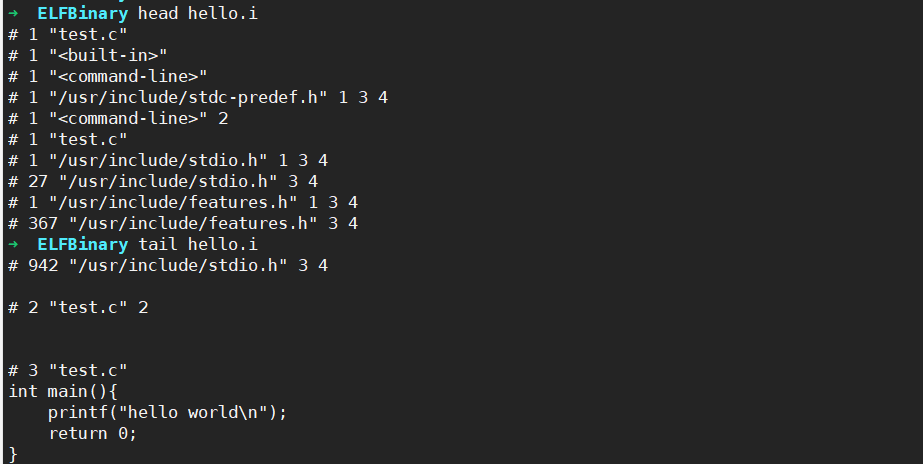 → ELFBinary head hello.i
# 1 "test.c"
# 1 "<built-in>"
# 1 "<command-line>"
# 1 "/usr/include/stdc-predef.h" 1 3 4
# 1 "<command-line>" 2
# 1 "test.c"
# 1 "/usr/include/stdio.h" 1 3 4
# 27 "/usr/include/stdio.h" 3 4
# 1 "/usr/include/features.h" 1 3 4
# 367 "/usr/include/features.h" 3 4
→ ELFBinary tail hello.i
# 942 "/usr/include/stdio.h" 3 4
# 2 "test.c" 2
# 3 "test.c"
int main(){
    printf("hello world\n");
    return 0;
}